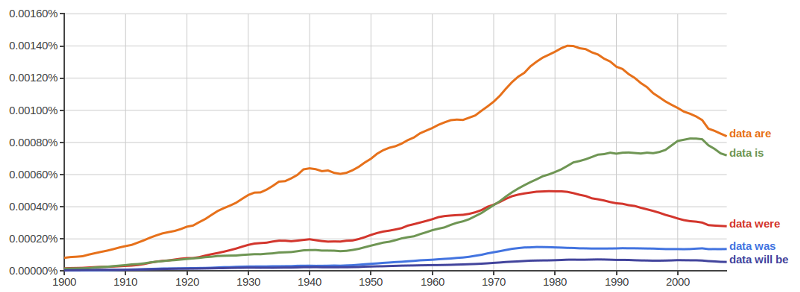 0.00160%
0.00140%
0.00120%
0.00100%
0.00080%
0.00060%
0.00040%
0.00020%
0.00000%
1900 1910 1920 1930 1940 1950 1960 1970 1980 1990 2000
data are
data is
data were
data was
data will be